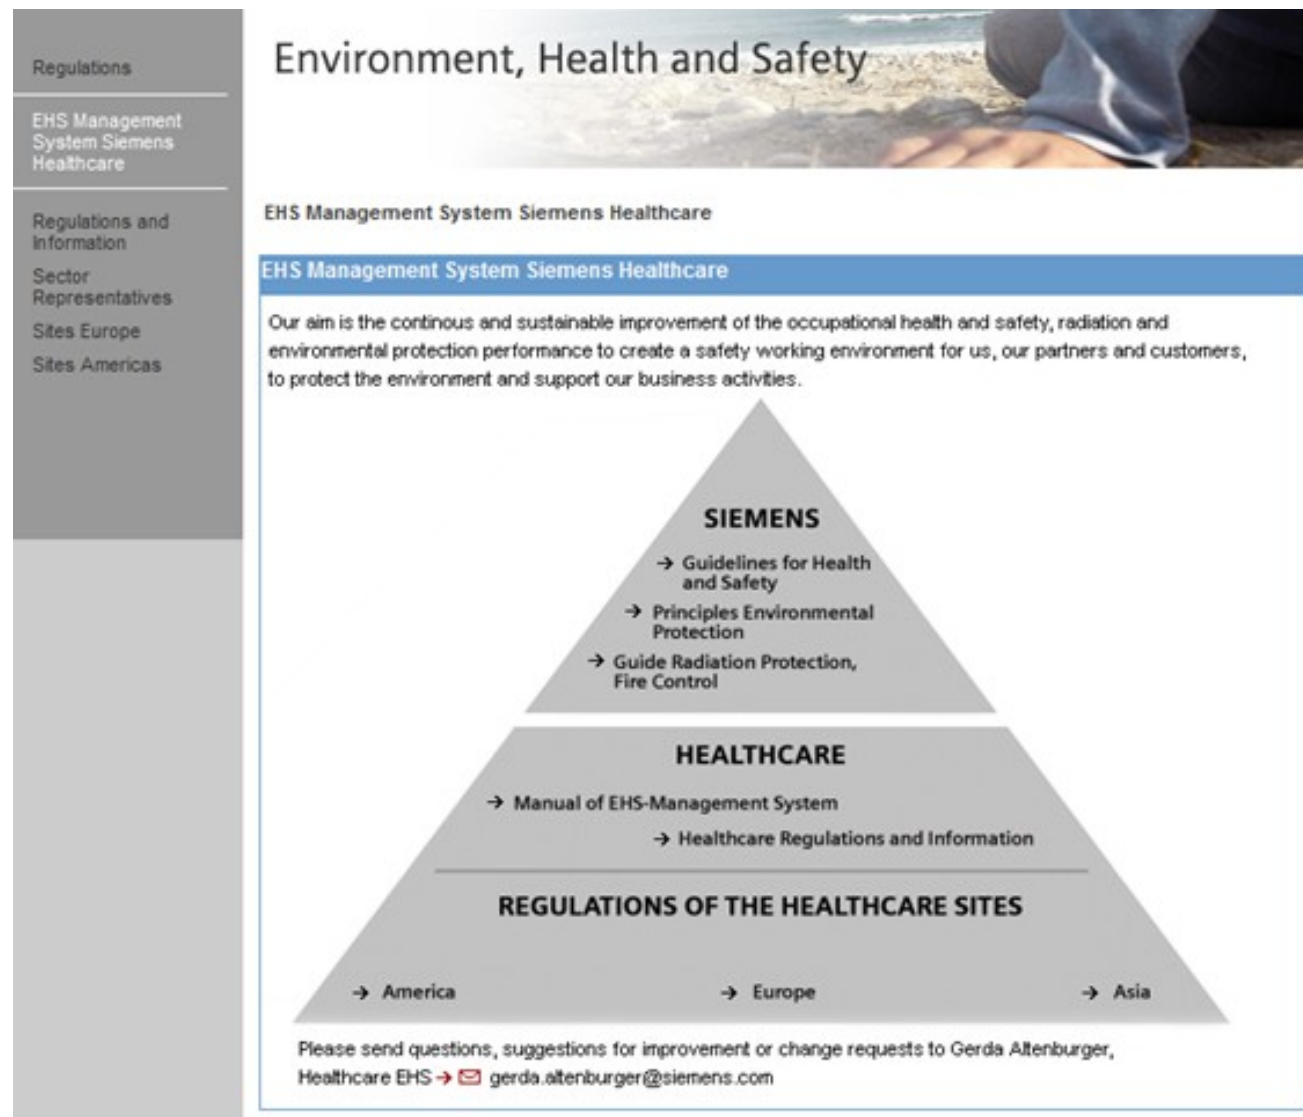 Regulations
EHS Management
System Siemens
Healthcare
Regulations and
Information
Sector
Representatives
Sites Europe
Sites Americas
Environment, Health and Safety
EHS Management System Siemens Healthcare
EHS Management System Siemens Healthcare
Our aim is the continous and sustainable improvement of the occupational health and safety, radiation and
environmental protection performance to create a safety working environment for us, our partners and customers,
to protect the environment and support our business activities.
SIEMENS
→ Guidelines for Health
and Safety
→ Principles Environmental
Protection
→ Guide Radiation Protection,
Fire Control
HEALTHCARE
→ Manual of EHS-Management System
→ Healthcare Regulations and Information
REGULATIONS OF THE HEALTHCARE SITES
→ America → Europe → Asia
Please send questions, suggestions for improvement or change requests to Gerda Altenburger,
Healthcare EHS → gerda.altenburger@siemens.com